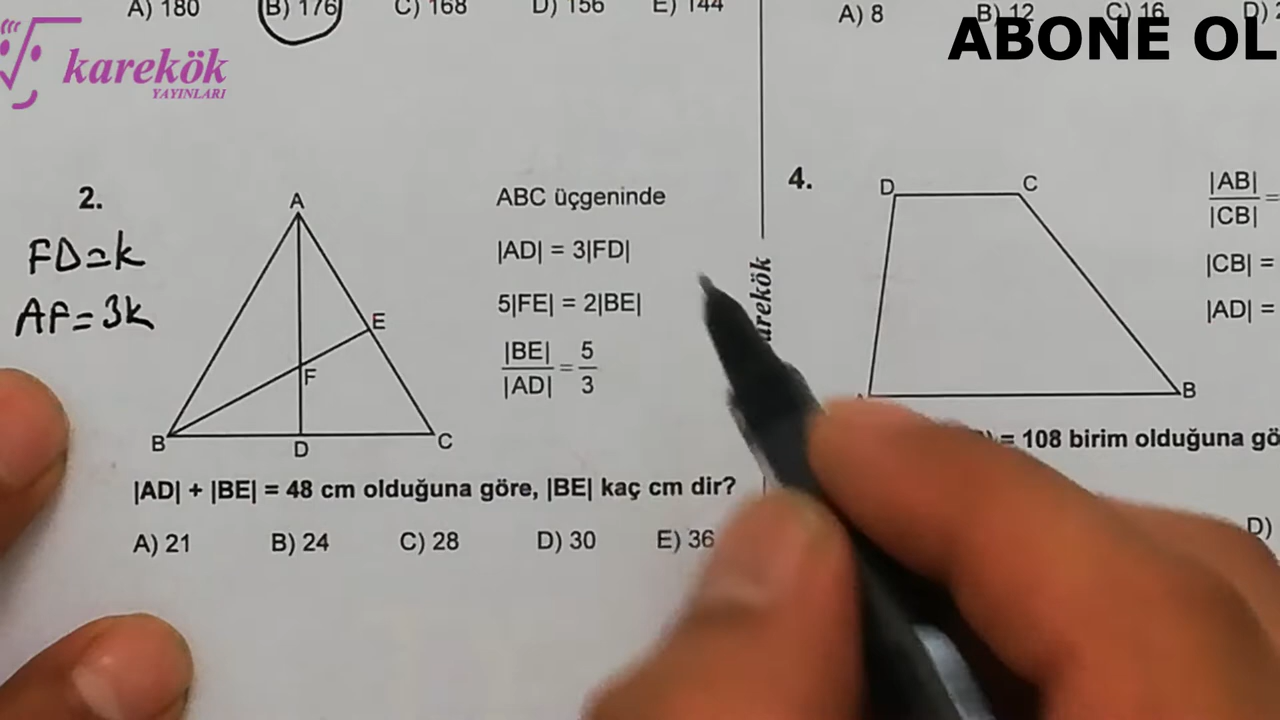 A) 180 B) 176 C) 168 D) 156 E) 144
A) 8 B) 12 C) 16 D)
ABONE OL
karekök
YAYINLARI
2.
FD=k
AF=3k
A
E
F
B
D
C
ABC üçgeninde
|AD| = 3|FD|
5|FE| = 2|BE|
|BE|
|AD|
=
5
3
|AD| + |BE| = 48 cm olduğuna göre, |BE| kaç cm dir?
A) 21 B) 24 C) 28 D) 30 E) 36
4.
D
C
B
|AB|
|CB|
=
|CB| =
|AD| =
= 108 birim olduğuna
D)